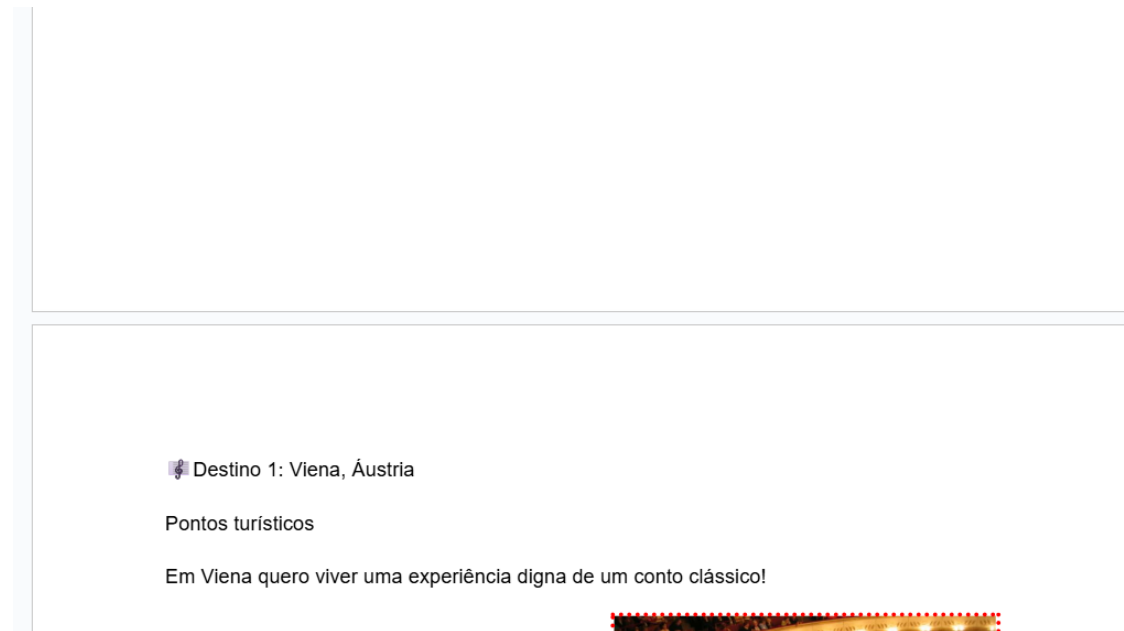 🎼 Destino 1: Viena, Áustria
Pontos turísticos
Em Viena quero viver uma experiência digna de um conto clássico!